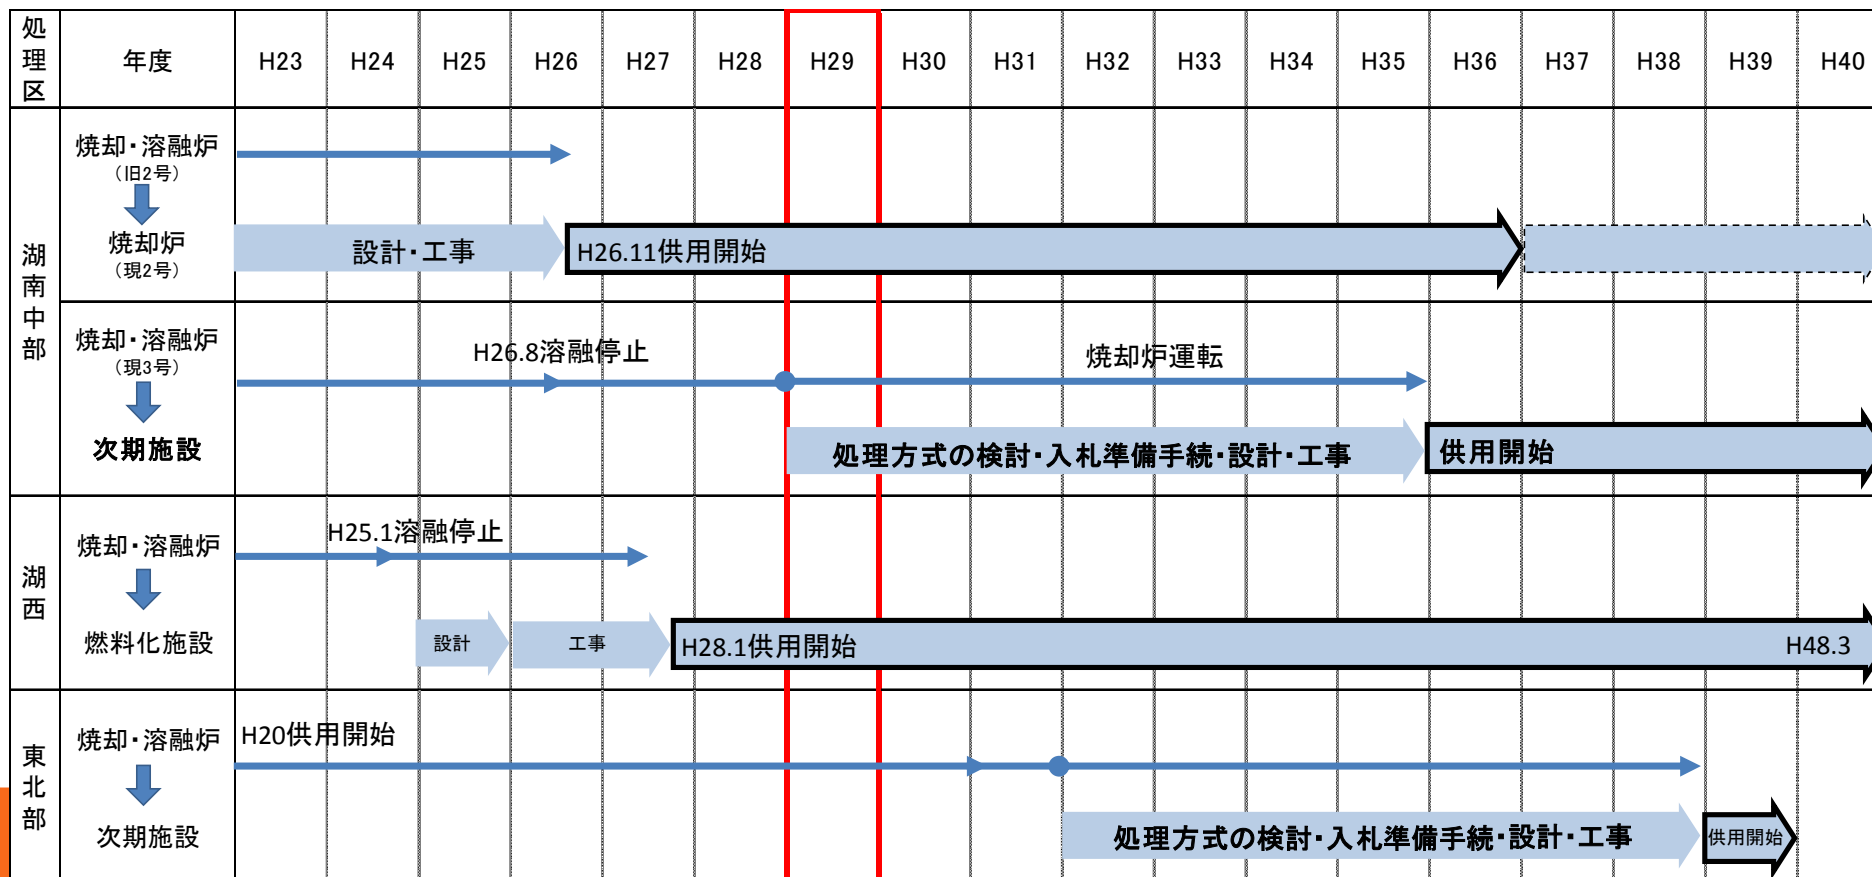 処理区 年度 H23 H24 H25 H26 H27 H28 H29 H30 H31 H32 H33 H34 H35 H36 H37 H38 H39 H40
湖南中部
焼却・溶融炉
（旧2号）
焼却炉
（現2号）
設計・工事
H26.11供用開始
焼却・溶融炉
（現3号）
次期施設
H26.8溶融停止
焼却炉運転
処理方式の検討・入札準備手続・設計・工事
供用開始
湖西
焼却・溶融炉
燃料化施設
H25.1溶融停止
設計
工事
H28.1供用開始
H48.3
東北部
焼却・溶融炉
次期施設
H20供用開始
処理方式の検討・入札準備手続・設計・工事
供用開始